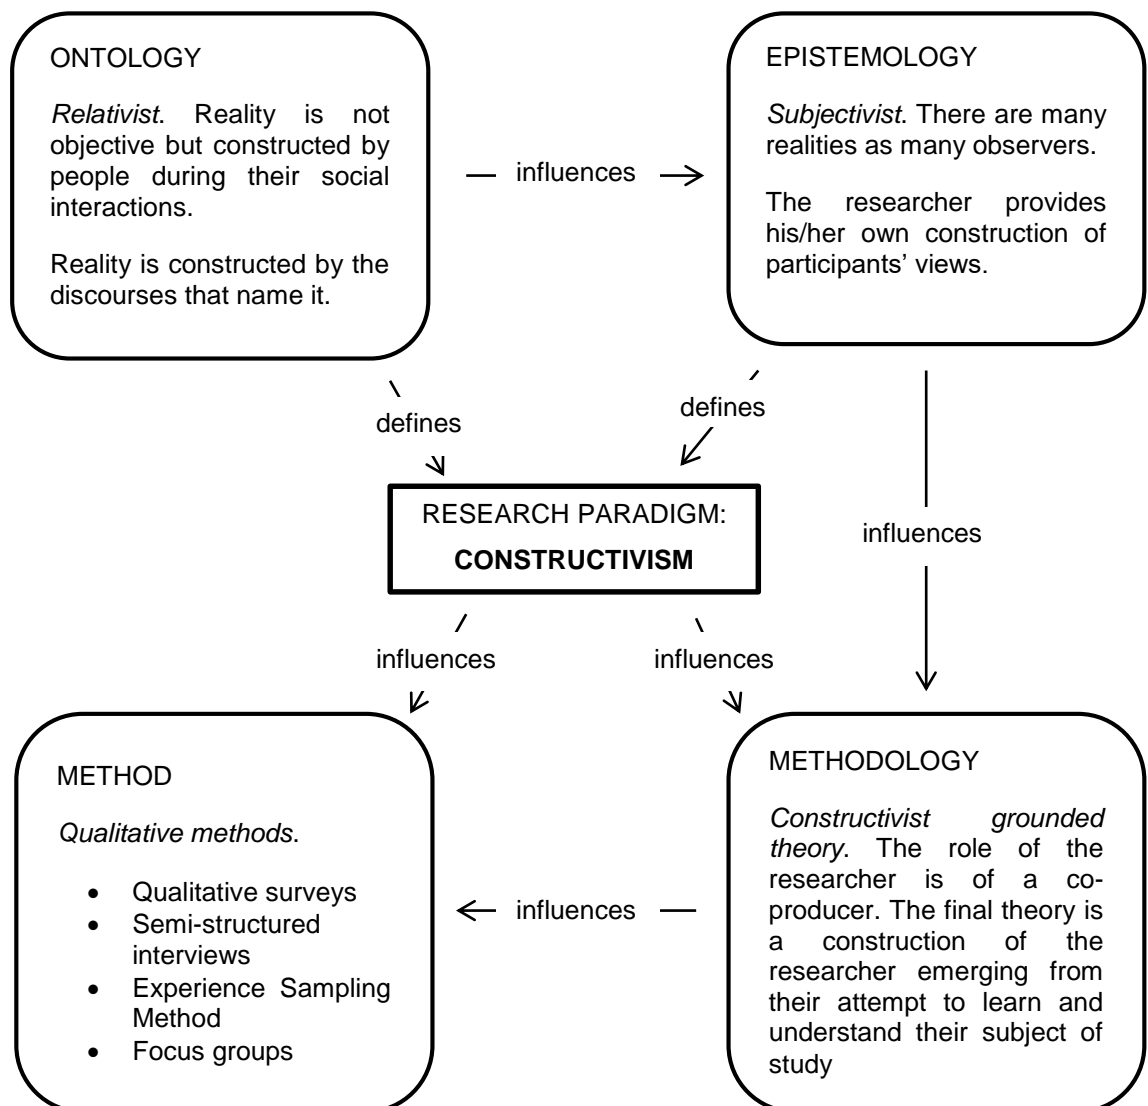 ONTOLOGY
Relativist. Reality is not
objective but constructed by
people during their social
interactions.
Reality is constructed by the
discourses that name it.
influences
EPISTEMOLOGY
Subjectivist. There are many
realities as many observers.
The researcher provides
his/her own construction of
participants’ views.
defines
defines
RESEARCH PARADIGM:
CONSTRUCTIVISM
influences
influences
influences
METHOD
Qualitative methods.
• Qualitative surveys
• Semi-structured
interviews
• Experience Sampling
Method
• Focus groups
influences
METHODOLOGY
Constructivist grounded
theory. The role of the
researcher is of a co-
producer. The final theory is
a construction of the
researcher emerging from
their attempt to learn and
understand their subject of
study